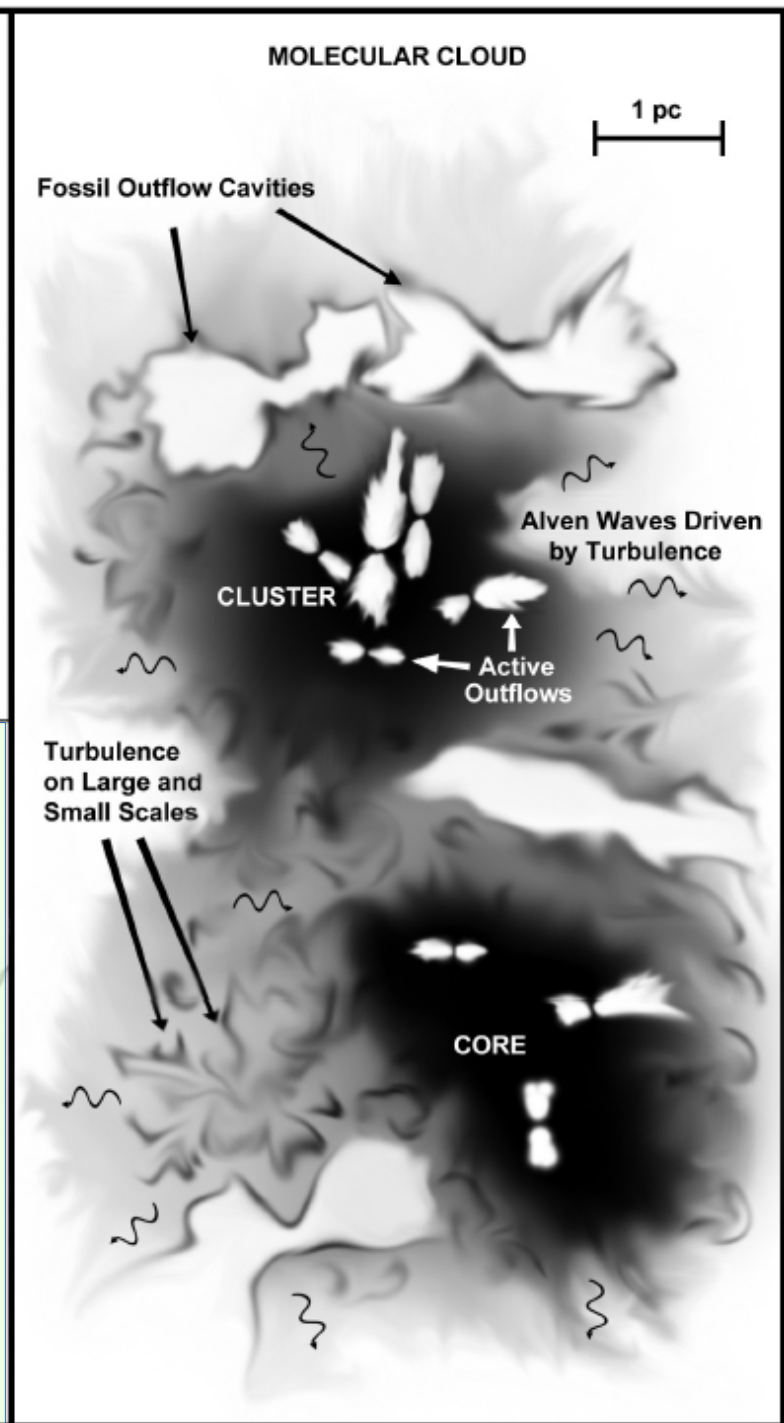 MOLECULAR CLOUD
1 pc
Fossil Outflow Cavities
Alven Waves Driven
by Turbulence
CLUSTER
Active
Outflows
Turbulence
on Large and
Small Scales
CORE